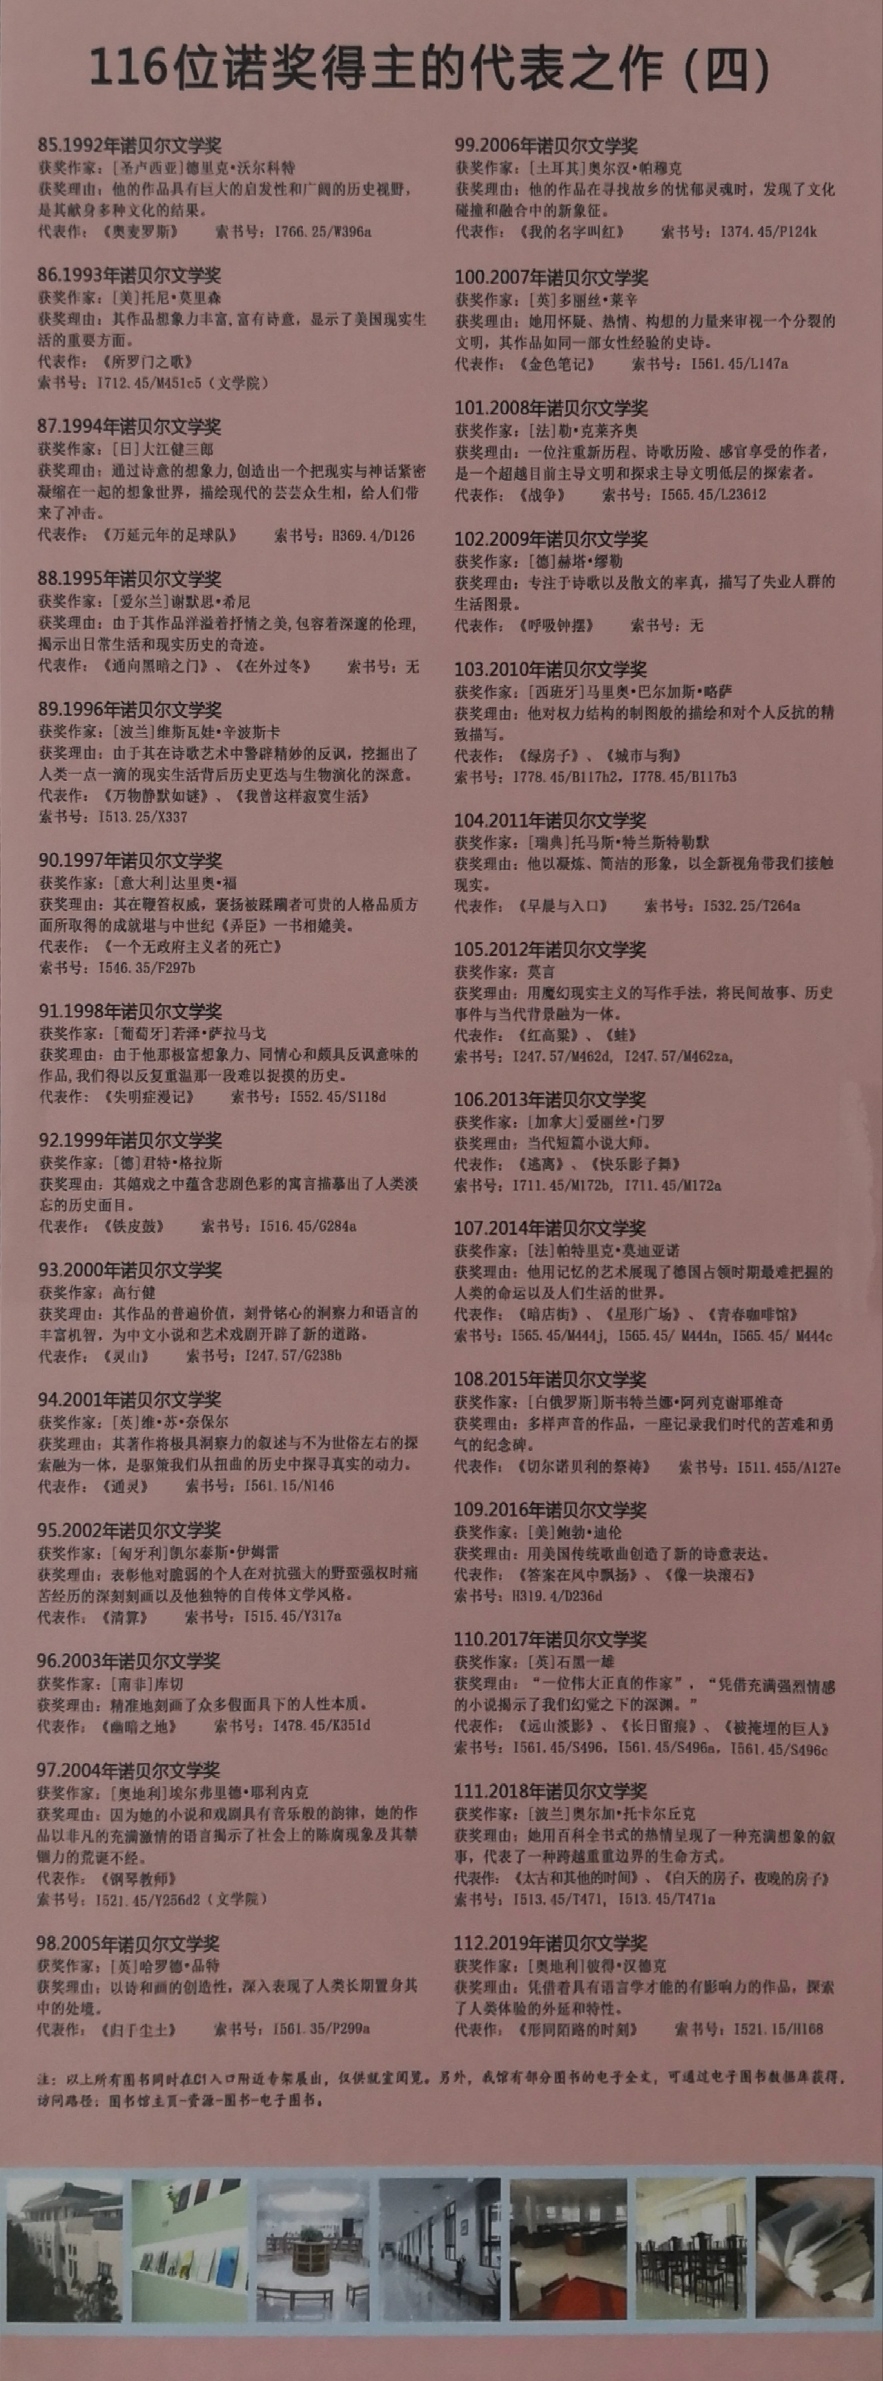 116位诺奖得主的代表之作（四）
85.1992年诺贝尔文学奖
获奖作家：[圣卢西亚]德里克•沃尔科特
获奖理由：他的作品具有巨大的启发性和广阔的历史视野，
是其献身多种文化的结果。
代表作：《奥麦罗斯》 索书号：I766.25/W396a
86.1993年诺贝尔文学奖
获奖作家：[美]托尼•莫里森
获奖理由：其作品想象力丰富,富有诗意，显示了美国现实生
活的重要方面。
代表作：《所罗门之歌》
索书号：I712.45/M451c5（文学院）
87.1994年诺贝尔文学奖
获奖作家：[日]大江健三郎
获奖理由：通过诗意的想象力,创造出一个把现实与神话紧密
凝缩在一起的想象世界，描绘现代的芸芸众生相，给人们带
来了冲击。
代表作：《万延元年的足球队》 索书号：H369.4/D126
88.1995年诺贝尔文学奖
获奖作家：[爱尔兰]谢默思•希尼
获奖理由：由于其作品洋溢着抒情之美,包容着深邃的伦理,
揭示出日常生活和现实历史的奇迹。
代表作：《通向黑暗之门》、《在外过冬》 索书号：无
89.1996年诺贝尔文学奖
获奖作家：[波兰]维斯瓦娃•辛波斯卡
获奖理由：由于其在诗歌艺术中警辟精妙的反讽，挖掘出了
人类一点一滴的现实生活背后历史更迭与生物演化的深意。
代表作：《万物静默如谜》、《我曾这样寂寞生活》
索书号：I513.25/X337
90.1997年诺贝尔文学奖
获奖作家：[意大利]达里奥•福
获奖理由：其在鞭笞权威，褒扬被蹂躏者可贵的人格品质方
面所取得的成就堪与中世纪《弄臣》一书相媲美。
代表作：《一个无政府主义者的死亡》
索书号：I546.35/F297b
91.1998年诺贝尔文学奖
获奖作家：[葡萄牙]若泽•萨拉马戈
获奖理由：由于他那极富想象力、同情心和颇具反讽意味的
作品,我们得以反复重温那一段难以捉摸的历史。
代表作：《失明症漫记》 索书号：I552.45/S118d
92.1999年诺贝尔文学奖
获奖作家：[德]君特•格拉斯
获奖理由：其嬉戏之中蕴含悲剧色彩的寓言描摹出了人类淡
忘的历史面目。
代表作：《铁皮鼓》 索书号：I516.45/G284a
93.2000年诺贝尔文学奖
获奖作家：高行健
获奖理由：其作品的普遍价值，刻骨铭心的洞察力和语言的
丰富机智，为中文小说和艺术戏剧开辟了新的道路。
代表作：《灵山》 索书号：I247.57/G238b
94.2001年诺贝尔文学奖
获奖作家：[英]维•苏•奈保尔
获奖理由：其著作将极具洞察力的叙述与不为世俗左右的探
索融为一体，是驱策我们从扭曲的历史中探寻真实的动力。
代表作：《通灵》 索书号：I561.15/N146
95.2002年诺贝尔文学奖
获奖作家：[匈牙利]凯尔泰斯•伊姆雷
获奖理由：表彰他对脆弱的个人在对抗强大的野蛮强权时痛
苦经历的深刻刻画以及他独特的自传体文学风格。
代表作：《清算》 索书号：I515.45/Y317a
96.2003年诺贝尔文学奖
获奖作家：[南非]库切
获奖理由：精准地刻画了众多假面具下的人性本质。
代表作：《幽暗之地》 索书号：I478.45/K351d
97.2004年诺贝尔文学奖
获奖作家：[奥地利]埃尔弗里德•耶利内克
获奖理由：因为她的小说和戏剧具有音乐般的韵律，她的作
品以非凡的充满激情的语言揭示了社会上的陈腐现象及其禁
锢力的荒诞不经。
代表作：《钢琴教师》
索书号：I521.45/Y256d2（文学院）
98.2005年诺贝尔文学奖
获奖作家：[英]哈罗德•品特
获奖理由：以诗和画的创造性，深入表现了人类长期置身其
中的处境。
代表作：《归于尘土》 索书号：I561.35/P299a
99.2006年诺贝尔文学奖
获奖作家：[土耳其]奥尔汉•帕穆克
获奖理由：他的作品在寻找故乡的忧郁灵魂时，发现了文化
碰撞和融合中的新象征。
代表作：《我的名字叫红》 索书号：I374.45/P124k
100.2007年诺贝尔文学奖
获奖作家：[英]多丽丝•莱辛
获奖理由：她用怀疑、热情、构想的力量来审视一个分裂的
文明，其作品如同一部女性经验的史诗。
代表作：《金色笔记》 索书号：I561.45/L147a
101.2008年诺贝尔文学奖
获奖作家：[法]勒•克莱齐奥
获奖理由：一位注重新历程、诗歌历险、感官享受的作者，
是一个超越目前主导文明和探求主导文明低层的探索者。
代表作：《战争》 索书号：I565.45/L23612
102.2009年诺贝尔文学奖
获奖作家：[德]赫塔•缪勒
获奖理由：专注于诗歌以及散文的率真，描写了失业人群的
生活图景。
代表作：《呼吸钟摆》 索书号：无
103.2010年诺贝尔文学奖
获奖作家：[西班牙]马里奥•巴尔加斯•略萨
获奖理由：他对权力结构的制图般的描绘和对个人反抗的精
致描写。
代表作：《绿房子》、《城市与狗》
索书号：I778.45/B117h2，I778.45/B117b3
104.2011年诺贝尔文学奖
获奖作家：[瑞典]托马斯•特兰斯特勒默
获奖理由：他以凝炼、简洁的形象，以全新视角带我们接触
现实。
代表作：《早晨与入口》 索书号：I532.25/T264a
105.2012年诺贝尔文学奖
获奖作家：莫言
获奖理由：用魔幻现实主义的写作手法，将民间故事、历史
事件与当代背景融为一体。
代表作：《红高粱》、《蛙》
索书号：I247.57/M462d, I247.57/M462za,
106.2013年诺贝尔文学奖
获奖作家：[加拿大]爱丽丝•门罗
获奖理由：当代短篇小说大师。
代表作：《逃离》、《快乐影子舞》
索书号：I711.45/M172b, I711.45/M172a
107.2014年诺贝尔文学奖
获奖作家：[法]帕特里克•莫迪亚诺
获奖理由：他用记忆的艺术展现了德国占领时期最难把握的
人类的命运以及人们生活的世界。
代表作：《暗店街》、《星形广场》、《青春咖啡馆》
索书号：I565.45/M444j, I565.45/ M444n, I565.45/ M444c
108.2015年诺贝尔文学奖
获奖作家：[白俄罗斯]斯韦特兰娜•阿列克谢耶维奇
获奖理由：多样声音的作品，一座记录我们时代的苦难和勇
气的纪念碑。
代表作：《切尔诺贝利的祭祷》 索书号：I511.455/A127e
109.2016年诺贝尔文学奖
获奖作家：[美]鲍勃•迪伦
获奖理由：用美国传统歌曲创造了新的诗意表达。
代表作：《答案在风中飘扬》、《像一块滚石》
索书号：H319.4/D236d
110.2017年诺贝尔文学奖
获奖作家：[英]石黑一雄
获奖理由：“一位伟大正直的作家”，“凭借充满强烈情感
的小说揭示了我们幻觉之下的深渊。”
代表作：《远山淡影》、《长日留痕》、《被掩埋的巨人》
索书号：I561.45/S496，I561.45/S496a，I561.45/S496c
111.2018年诺贝尔文学奖
获奖作家：[波兰]奥尔加•托卡尔丘克
获奖理由：她用百科全书式的热情呈现了一种充满想象的叙
事，代表了一种跨越重重边界的生命方式。
代表作：《太古和其他的时间》、《白天的房子，夜晚的房子》
索书号：I513.45/T471, I513.45/T471a
112.2019年诺贝尔文学奖
获奖作家：[奥地利]彼得•汉德克
获奖理由：凭借着具有语言学才能的有影响力的作品，探索
了人类体验的外延和特性。
代表作：《形同陌路的时刻》 索书号：I521.15/H168
注：以上所有图书同时在C1入口附近专架展出，仅供就室阅览。另外，我馆有部分图书的电子全文，可通过电子图书数据库获得，
访问路径：图书馆主页-资源-图书-电子图书。